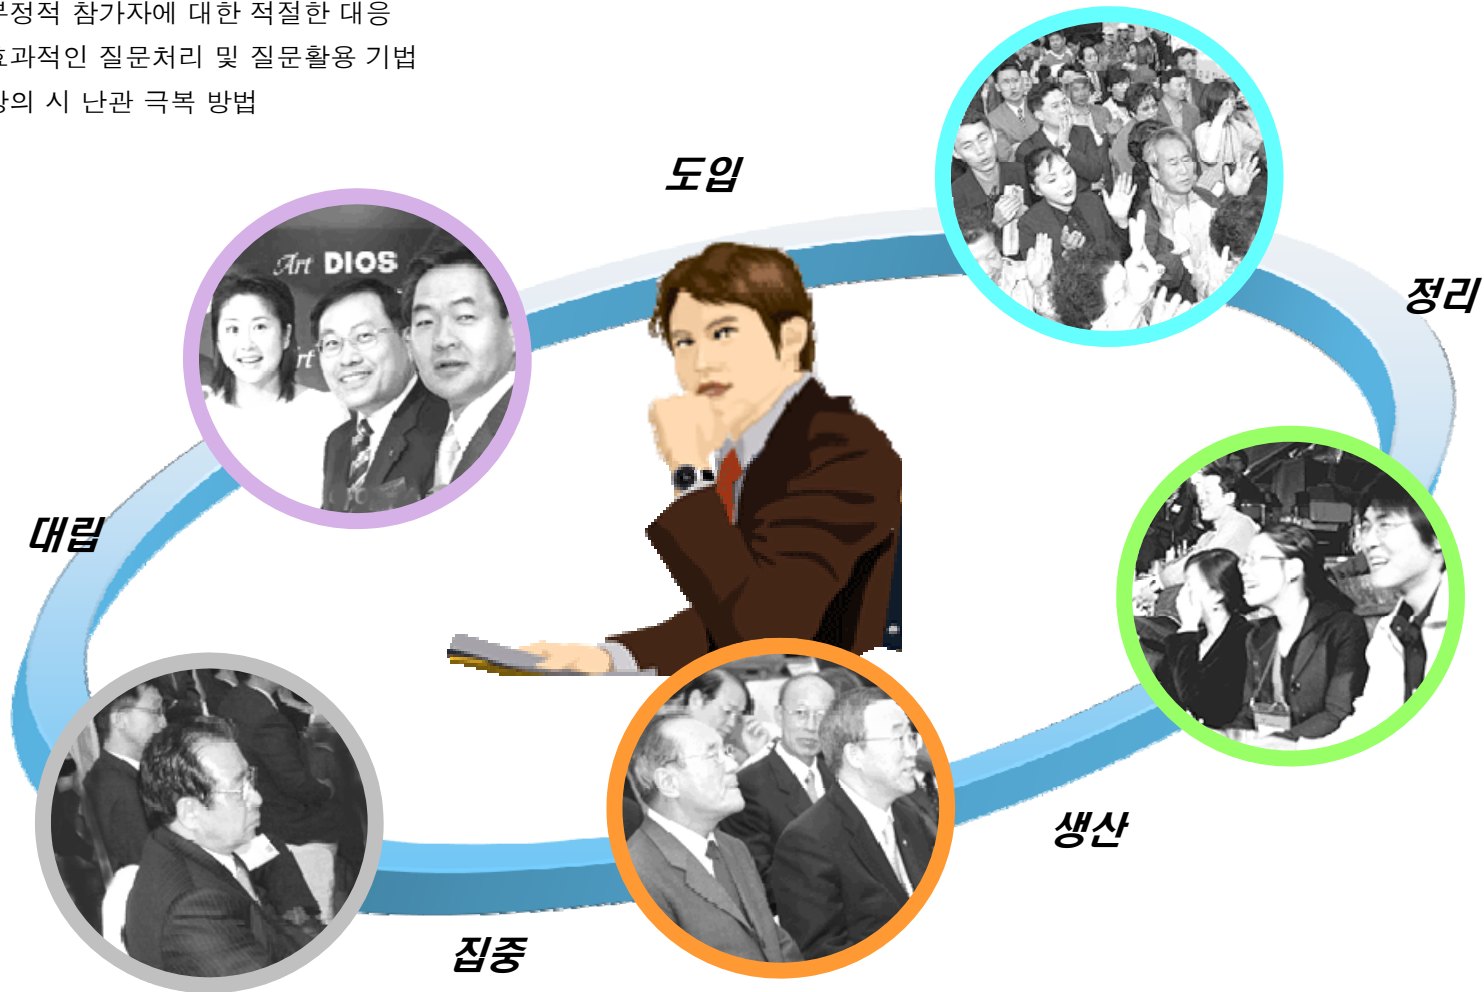 부정적 참가자에 대한 적절한 대응
효과적인 질문처리 및 질문활용 기법
강의 시 난관 극복 방법
도입
정리
Art DIOS
Art
대립
생산
집중